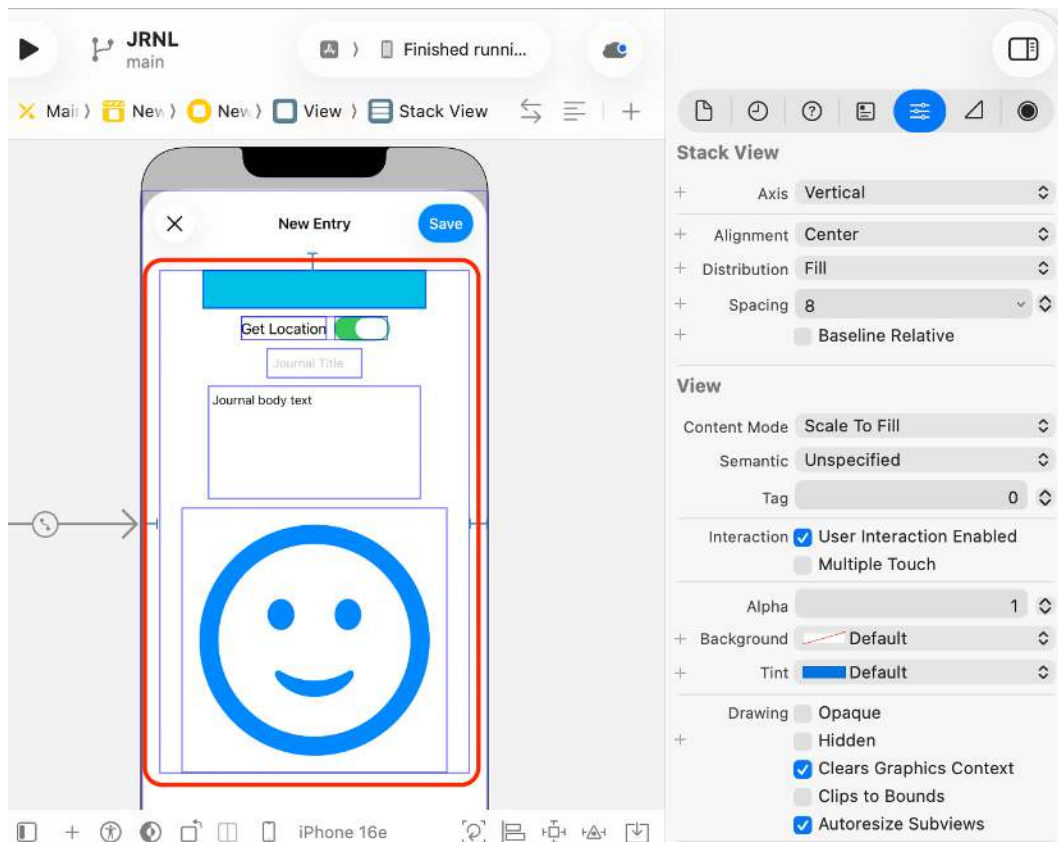 JRNL
main
Finished runni...
Mai
New
New
View
Stack View
New Entry
Save
Get Location
Journal Title
Journal body text
iPhone 16e
Stack View
Axis Vertical
Alignment Center
Distribution Fill
Spacing 8
Baseline Relative
View
Content Mode Scale To Fill
Semantic Unspecified
Tag 0
Interaction User Interaction Enabled
Multiple Touch
Alpha 1
Background Default
Tint Default
Drawing Opaque
Hidden
Clears Graphics Context
Clips to Bounds
Autoresize Subviews